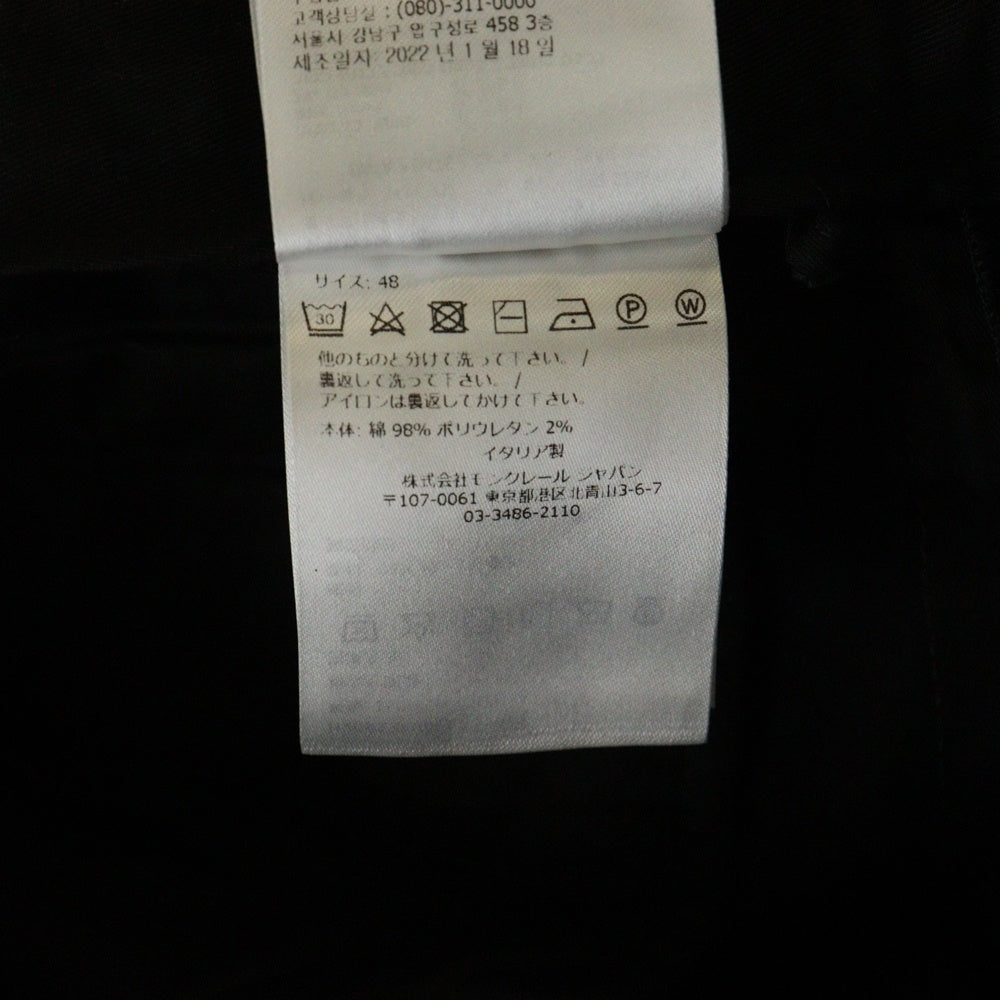 고객상담실 : (080)-311-0000
서울시 강남구 압구정로 458 3층
제조일자: 2022 년 1 월 18 일
サイズ: 48
30
P
W
他のものと分けて洗って下さい。 /
裏返して洗って下さい。 /
アイロンは裏返してかけて下さい。
本体: 綿 98% ポリウレタン 2%
イタリア製
株式会社モンクレール ジャパン
〒107-0061 東京都港区北青山3-6-7
03-3486-2110